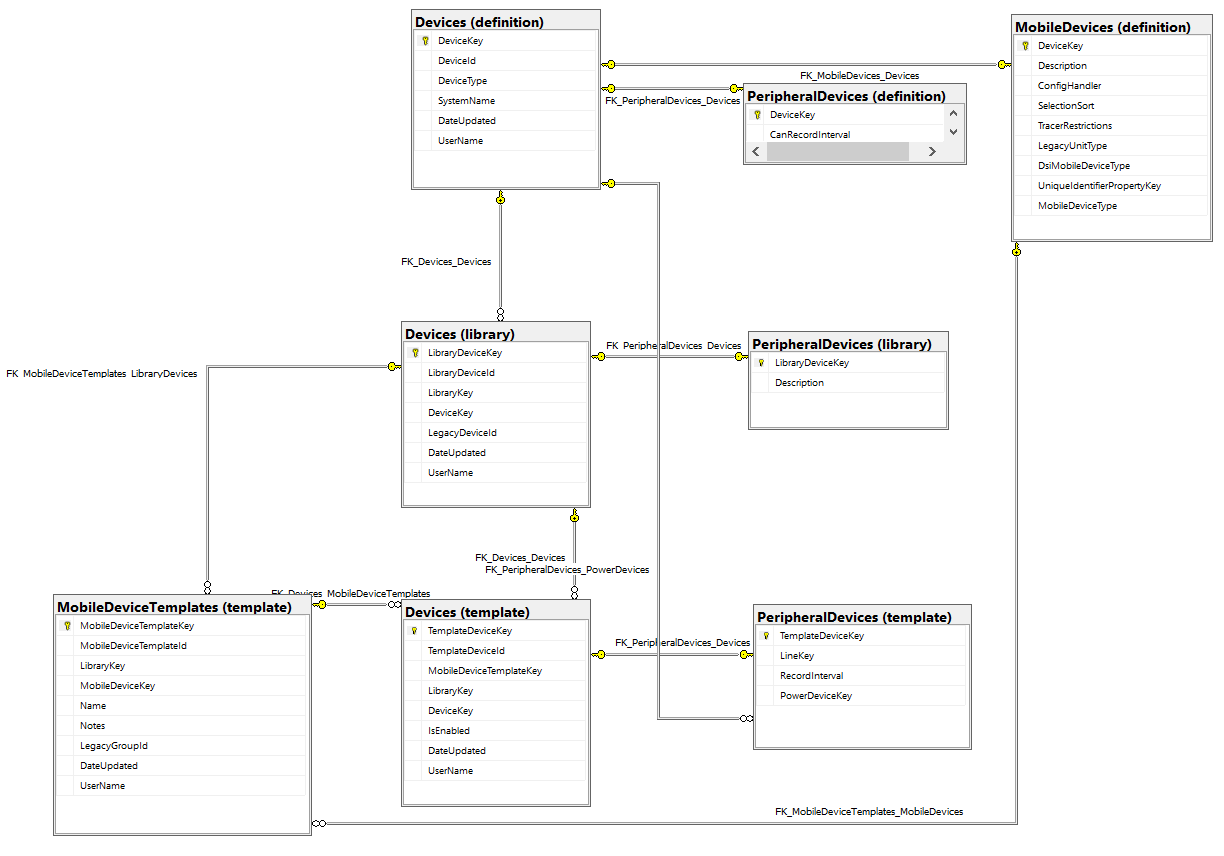 Devices (definition)
DeviceKey
DeviceId
DeviceType
SystemName
DateUpdated
UserName
MobileDevices (definition)
DeviceKey
Description
ConfigHandler
SelectionSort
TracerRestrictions
LegacyUnitType
DsiMobileDeviceType
UniqueIdentifierPropertyKey
MobileDeviceType
FK_MobileDevices_Devices
FK_PeripheralDevices_Devices
PeripheralDevices (definition)
DeviceKey
CanRecordInterval
FK_Devices_Devices
Devices (library)
LibraryDeviceKey
LibraryDeviceId
LibraryKey
DeviceKey
LegacyDeviceId
DateUpdated
UserName
FK_PeripheralDevices_Devices
PeripheralDevices (library)
LibraryDeviceKey
Description
FK_MobileDeviceTemplates_LibraryDevices
FK_Devices_Devices
FK_PeripheralDevices_PowerDevices
FK_Devices_MobileDeviceTemplates
MobileDeviceTemplates (template)
MobileDeviceTemplateKey
MobileDeviceTemplateId
LibraryKey
MobileDeviceKey
Name
Notes
LegacyGroupId
DateUpdated
UserName
Devices (template)
TemplateDeviceKey
TemplateDeviceId
MobileDeviceTemplateKey
LibraryKey
DeviceKey
IsEnabled
DateUpdated
UserName
FK_PeripheralDevices_Devices
PeripheralDevices (template)
TemplateDeviceKey
LineKey
RecordInterval
PowerDeviceKey
FK_MobileDeviceTemplates_MobileDevices